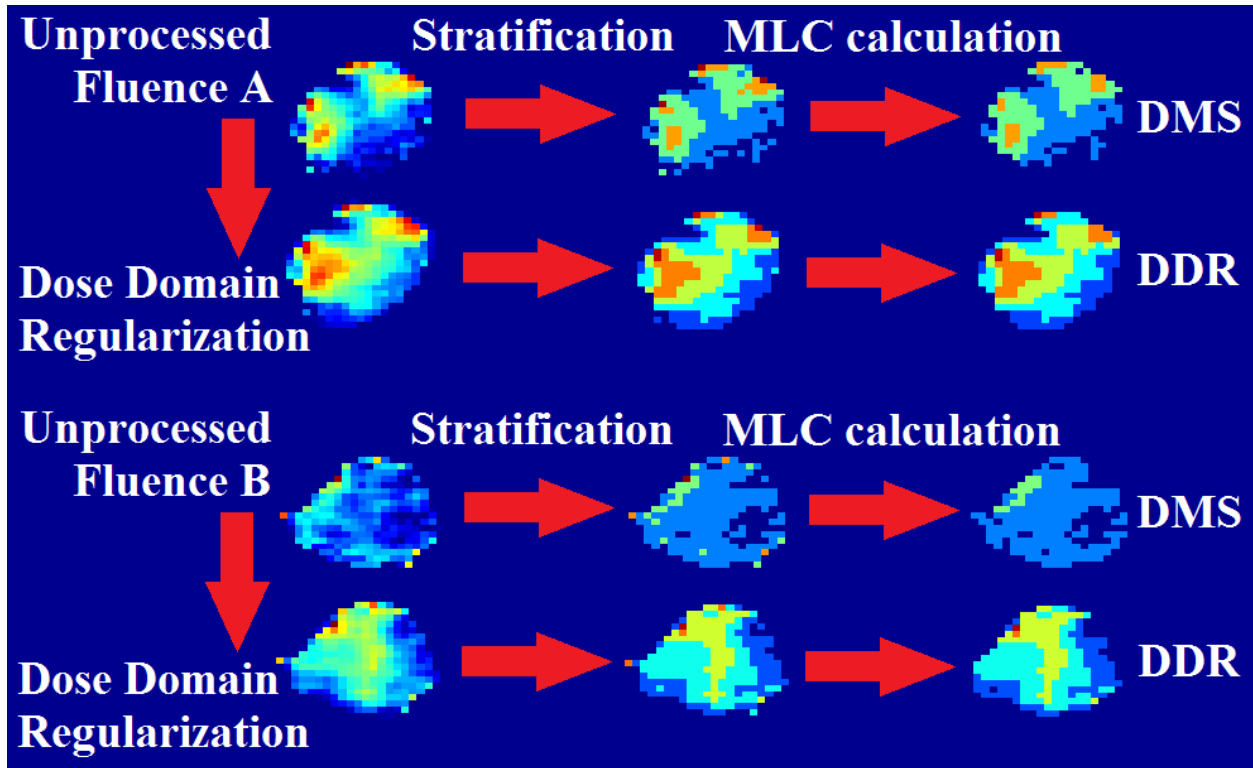 Unprocessed
Fluence A
Stratification
MLC calculation
DMS
Dose Domain
Regularization
DDR
Unprocessed
Fluence B
Stratification
MLC calculation
DMS
Dose Domain
Regularization
DDR